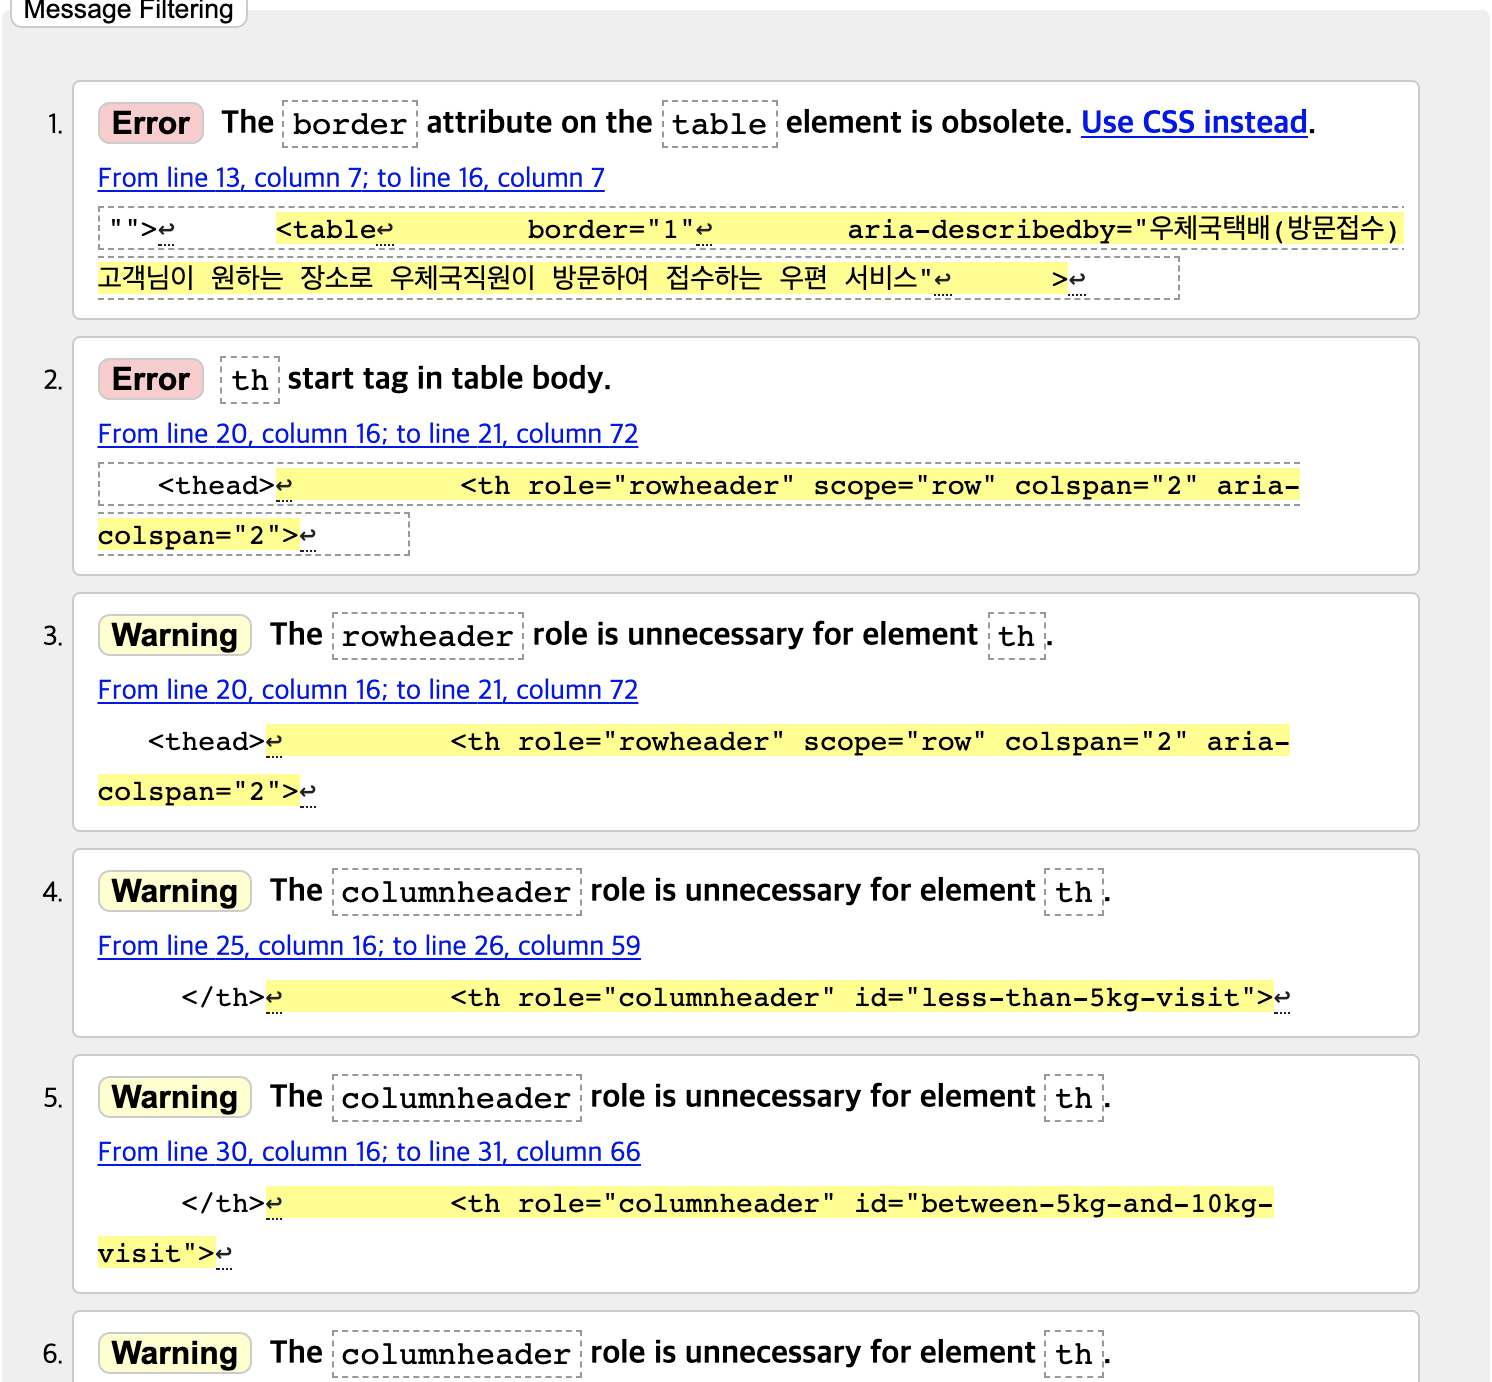 Message Filtering
1. Error The border attribute on the table element is obsolete. Use CSS instead.
From line 13, column 7; to line 16, column 7
"">↩ <table↩ border="1"↩ aria-describedby="우체국택배(방문접수)
고객님이 원하는 장소로 우체국직원이 방문하여 접수하는 우편 서비스"↩ >↩
2. Error th start tag in table body.
From line 20, column 16; to line 21, column 72
<thead>↩ <th role="rowheader" scope="row" colspan="2" aria-
colspan="2">↩
3. Warning The rowheader role is unnecessary for element th.
From line 20, column 16; to line 21, column 72
<thead>↩ <th role="rowheader" scope="row" colspan="2" aria-
colspan="2">↩
4. Warning The columnheader role is unnecessary for element th.
From line 25, column 16; to line 26, column 59
</th>↩ <th role="columnheader" id="less-than-5kg-visit">↩
5. Warning The columnheader role is unnecessary for element th.
From line 30, column 16; to line 31, column 66
</th>↩ <th role="columnheader" id="between-5kg-and-10kg-
visit">↩
6. Warning The columnheader role is unnecessary for element th.